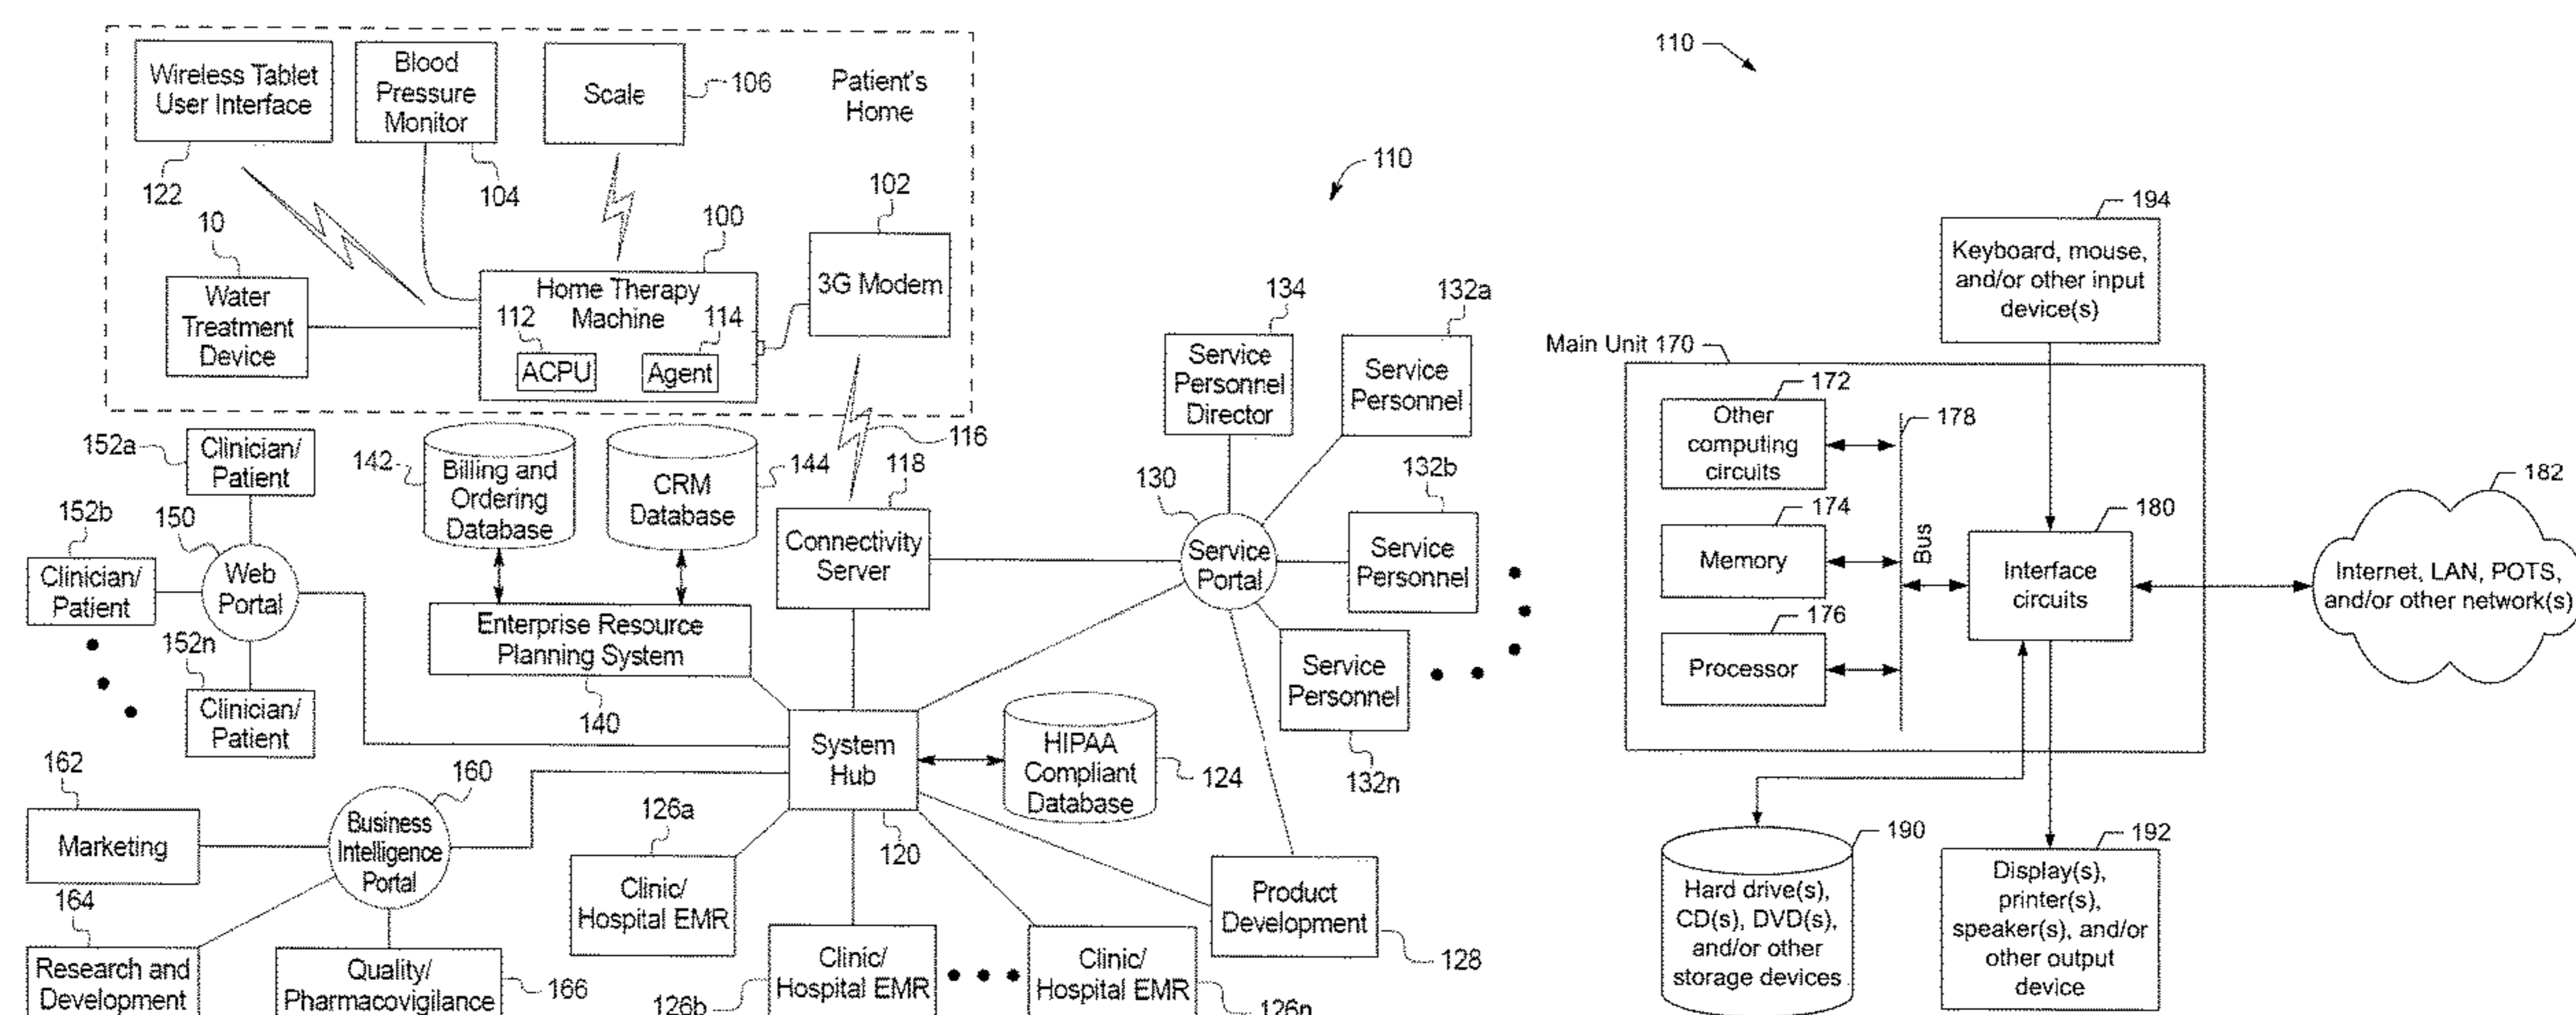 Wireless Tablet
User Interface
122
Blood
Pressure
Monitor
104
Scale
106
Patient's
Home
10
Water
Treatment
Device
100
Home Therapy
Machine
112
ACPU
114
Agent
102
3G Modem
110
116
152a
Clinician/
Patient
152b
Clinician/
Patient
150
Web
Portal
152n
Clinician/
Patient
142
Billing and
Ordering
Database
144
CRM
Database
118
Connectivity
Server
Enterprise Resource
Planning System
140
134
Service
Personnel
Director
132a
Service
Personnel
130
Service
Portal
132b
Service
Personnel
Service
Personnel
132n
System
Hub
120
HIPAA
Compliant
Database
124
162
Marketing
160
Business
Intelligence
Portal
164
Research and
Development
Quality/
Pharmacovigilance
166
126a
Clinic/
Hospital EMR
Clinic/
Hospital EMR
126b
Clinic/
Hospital EMR
126n
Product
Development
128
110
194
Keyboard, mouse,
and/or other input
device(s)
Main Unit 170
172
Other
computing
circuits
174
Memory
176
Processor
178
Bus
180
Interface
circuits
182
Internet, LAN, POTS,
and/or other network(s)
190
Hard drive(s),
CD(s), DVD(s),
and/or other
storage devices
192
Display(s),
printer(s),
speaker(s), and/or
other output
device